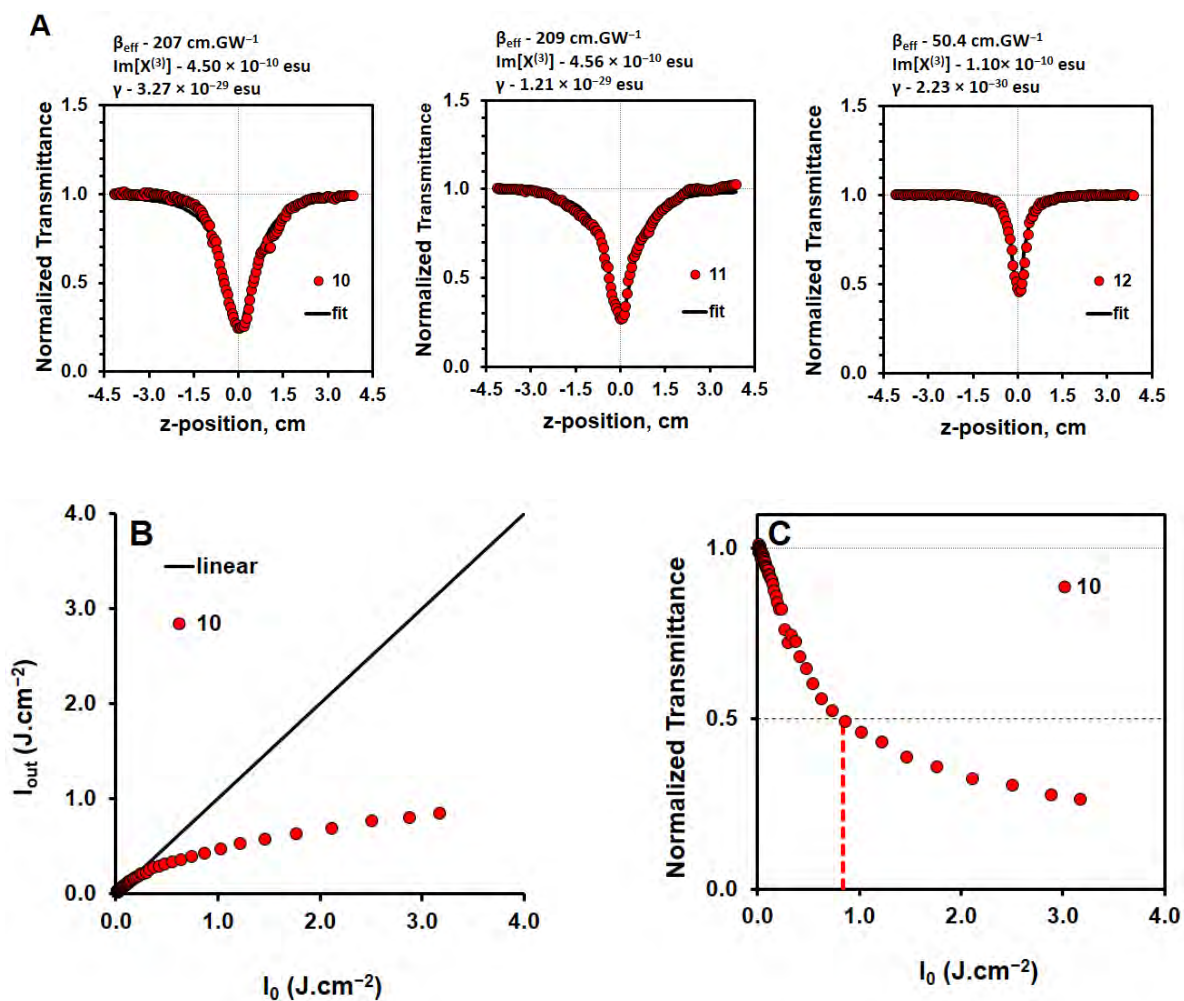 A
β_eff - 207 cm.GW⁻¹
Im[X⁽³⁾] - 4.50 × 10⁻¹⁰ esu
γ - 3.27 × 10⁻²⁹ esu
1.5
1.0
0.5
0.0
Normalized Transmittance
10
fit
-4.5 -3.0 -1.5 0.0 1.5 3.0 4.5
z-position, cm
β_eff - 209 cm.GW⁻¹
Im[X⁽³⁾] - 4.56 × 10⁻¹⁰ esu
γ - 1.21 × 10⁻²⁹ esu
1.5
1.0
0.5
0.0
Normalized Transmittance
11
fit
-4.5 -3.0 -1.5 0.0 1.5 3.0 4.5
z-position, cm
β_eff - 50.4 cm.GW⁻¹
Im[X⁽³⁾] - 1.10× 10⁻¹⁰ esu
γ - 2.23 × 10⁻³⁰ esu
1.5
1.0
0.5
0.0
Normalized Transmittance
12
fit
-4.5 -3.0 -1.5 0.0 1.5 3.0 4.5
z-position, cm
B
linear
10
4.0
3.0
2.0
1.0
0.0
I_out (J.cm⁻²)
0.0 1.0 2.0 3.0 4.0
I₀ (J.cm⁻²)
C
10
1.0
0.5
0.0
Normalized Transmittance
0.0 1.0 2.0 3.0 4.0
I₀ (J.cm⁻²)